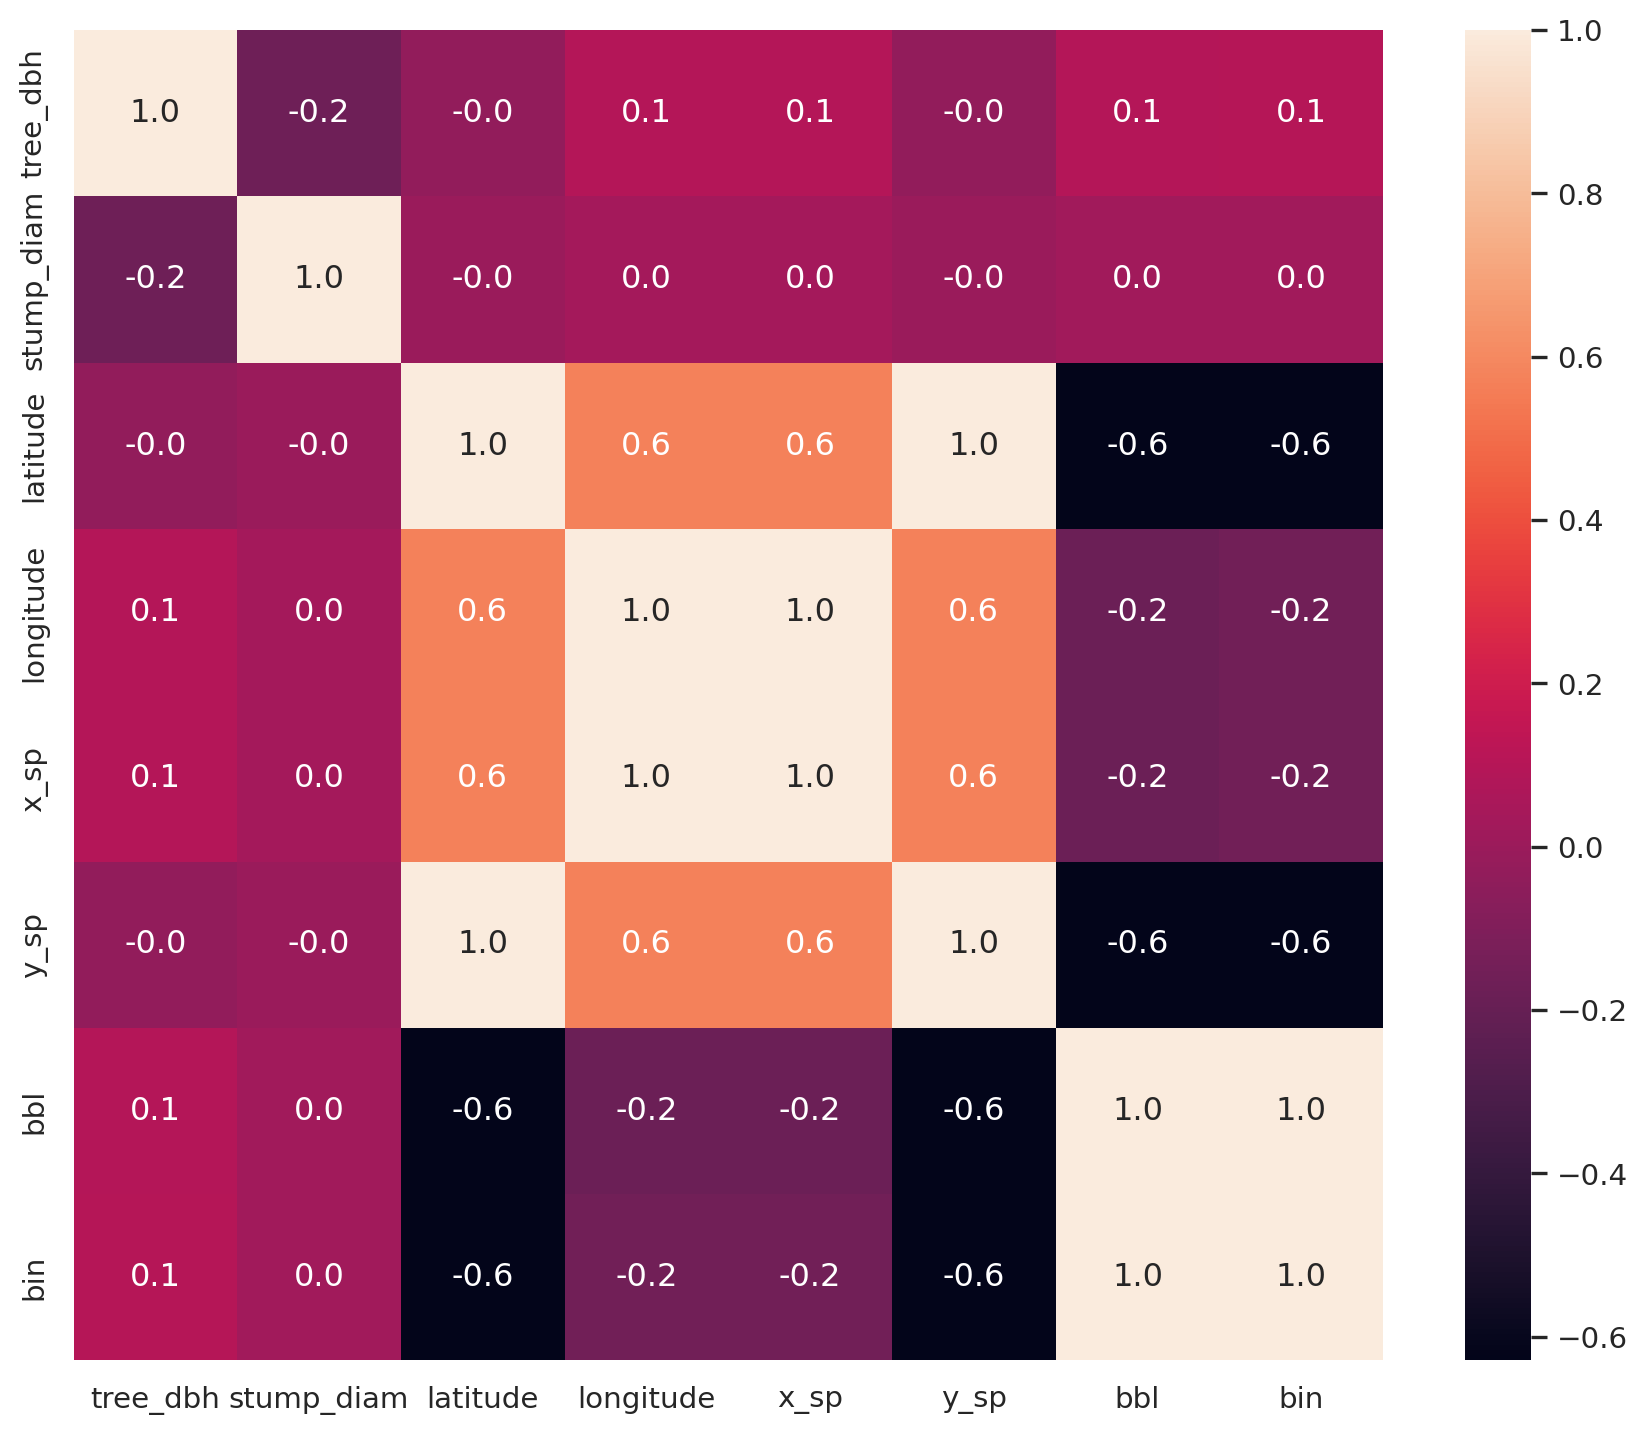 tree_dbh 1.0 -0.2 -0.0 0.1 0.1 -0.0 0.1 0.1
stump_diam -0.2 1.0 -0.0 0.0 0.0 -0.0 0.0 0.0
latitude -0.0 -0.0 1.0 0.6 0.6 1.0 -0.6 -0.6
longitude 0.1 0.0 0.6 1.0 1.0 0.6 -0.2 -0.2
x_sp 0.1 0.0 0.6 1.0 1.0 0.6 -0.2 -0.2
y_sp -0.0 -0.0 1.0 0.6 0.6 1.0 -0.6 -0.6
bbl 0.1 0.0 -0.6 -0.2 -0.2 -0.6 1.0 1.0
bin 0.1 0.0 -0.6 -0.2 -0.2 -0.6 1.0 1.0
tree_dbh stump_diam latitude longitude x_sp y_sp bbl bin
1.0
0.8
0.6
0.4
0.2
0.0
−0.2
−0.4
−0.6